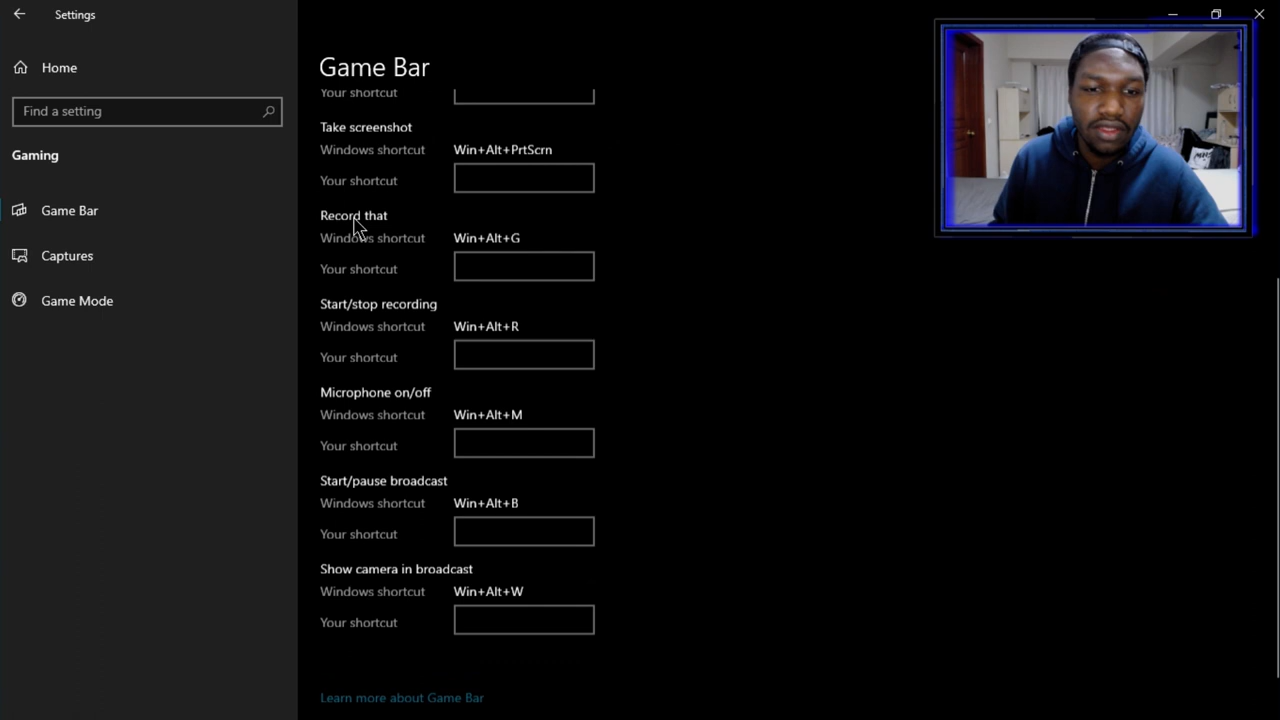 Settings
Home
Find a setting
Gaming
Game Bar
Captures
Game Mode
Game Bar
Your shortcut
Take screenshot
Windows shortcut Win+Alt+PrtScrn
Your shortcut
Record that
Windows shortcut Win+Alt+G
Your shortcut
Start/stop recording
Windows shortcut Win+Alt+R
Your shortcut
Microphone on/off
Windows shortcut Win+Alt+M
Your shortcut
Start/pause broadcast
Windows shortcut Win+Alt+B
Your shortcut
Show camera in broadcast
Windows shortcut Win+Alt+W
Your shortcut
Learn more about Game Bar